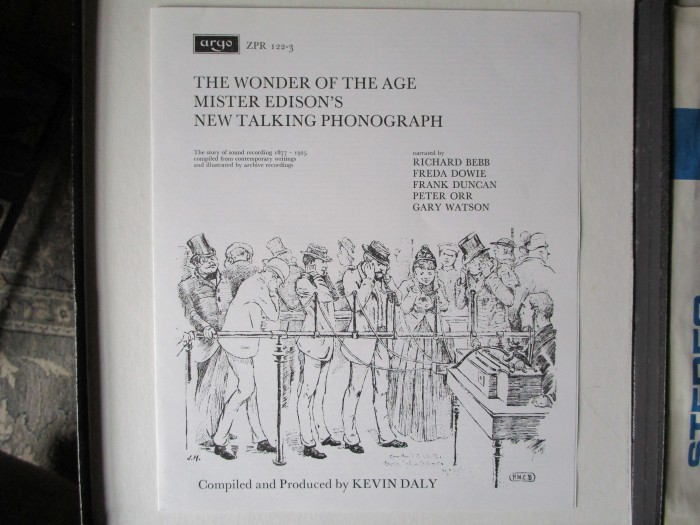 argo ZPR 122-3
THE WONDER OF THE AGE
MISTER EDISON'S
NEW TALKING PHONOGRAPH
The story of sound recording 1877 – 1925
compiled from contemporary writings
and illustrated by archive recordings
narrated by
RICHARD BEBB
FREDA DOWIE
FRANK DUNCAN
PETER ORR
GARY WATSON
J.M.
P.N.C.B
Compiled and Produced by KEVIN DALY
STEREO